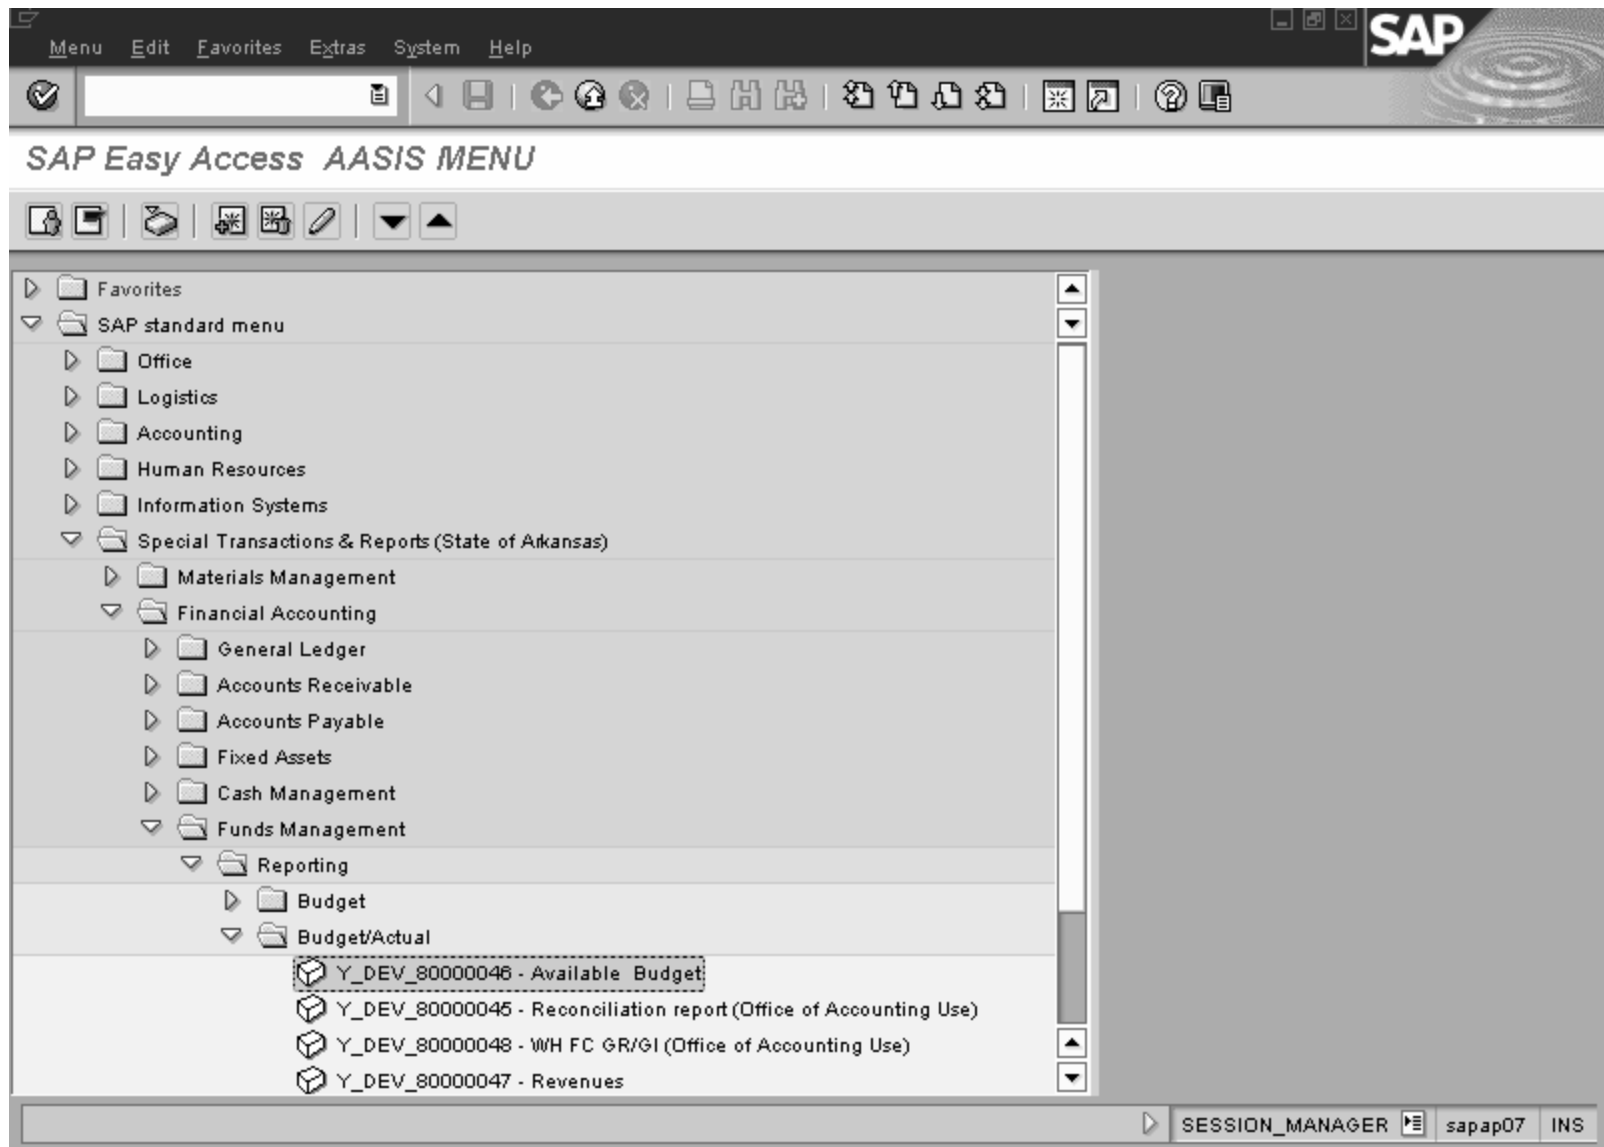 SAP
Menu Edit Favorites Extras System Help
SAP Easy Access AASIS MENU
Favorites
SAP standard menu
Office
Logistics
Accounting
Human Resources
Information Systems
Special Transactions & Reports (State of Arkansas)
Materials Management
Financial Accounting
General Ledger
Accounts Receivable
Accounts Payable
Fixed Assets
Cash Management
Funds Management
Reporting
Budget
Budget/Actual
Y_DEV_80000046 - Available Budget
Y_DEV_80000045 - Reconciliation report (Office of Accounting Use)
Y_DEV_80000048 - WH FC GR/GI (Office of Accounting Use)
Y_DEV_80000047 - Revenues
SESSION_MANAGER sapap07 INS